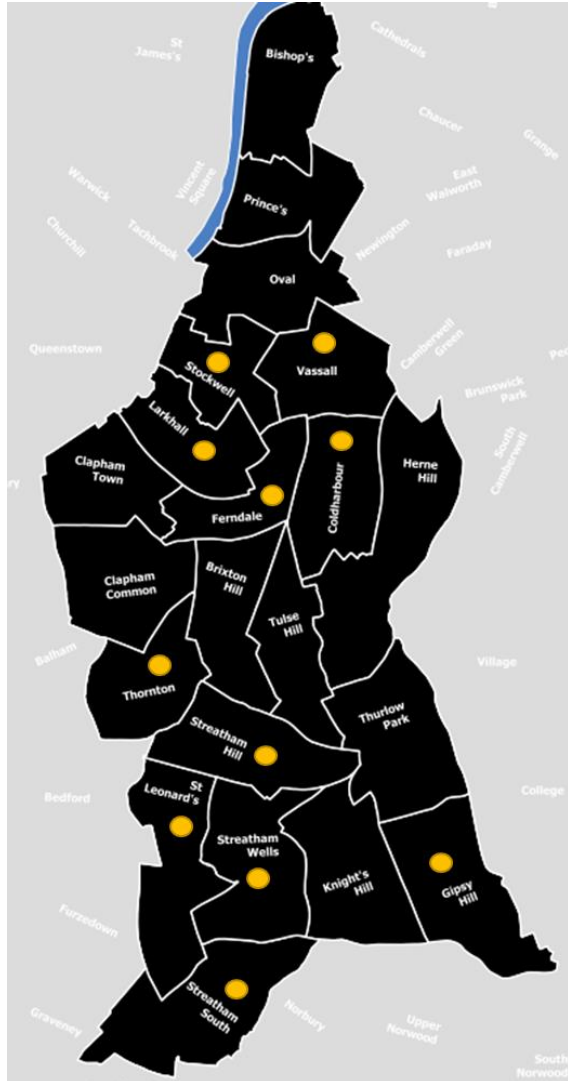 Bishop's
Cathedrals
St
James's
Chaucer
Grange
Warwick
Vincent
Square
East
Walworth
Prince's
Churchill
Tachbrook
Newington
Faraday
Oval
Queenstown
Camberwell
Green
Stockwell
Vassall
Brunswick
Park
Larkhall
South
Camberwell
Clapham
Town
Coldharbour
Herne
Hill
Ferndale
Clapham
Common
Brixton
Hill
Tulse
Hill
Balham
Village
Thornton
Thurlow
Park
Streatham
Hill
St
Leonard's
Bedford
College
Streatham
Wells
Knight's
Hill
Gipsy
Hill
Furzedown
Streatham
South
Graveney
Norbury
Upper
Norwood
South
Norwood